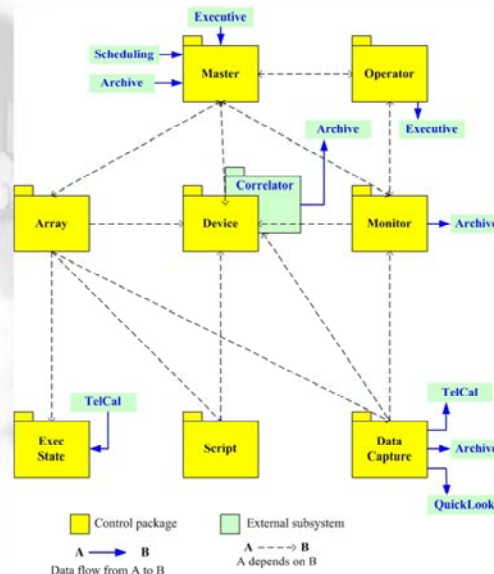 Executive
Scheduling
Archive
Master
Operator
Archive
Executive
Correlator
Array
Device
Monitor
Archive
TelCal
TelCal
Exec
State
Script
Data
Capture
Archive
QuickLook
Control package
External subsystem
A B
Data flow from A to B
A B
A depends on B